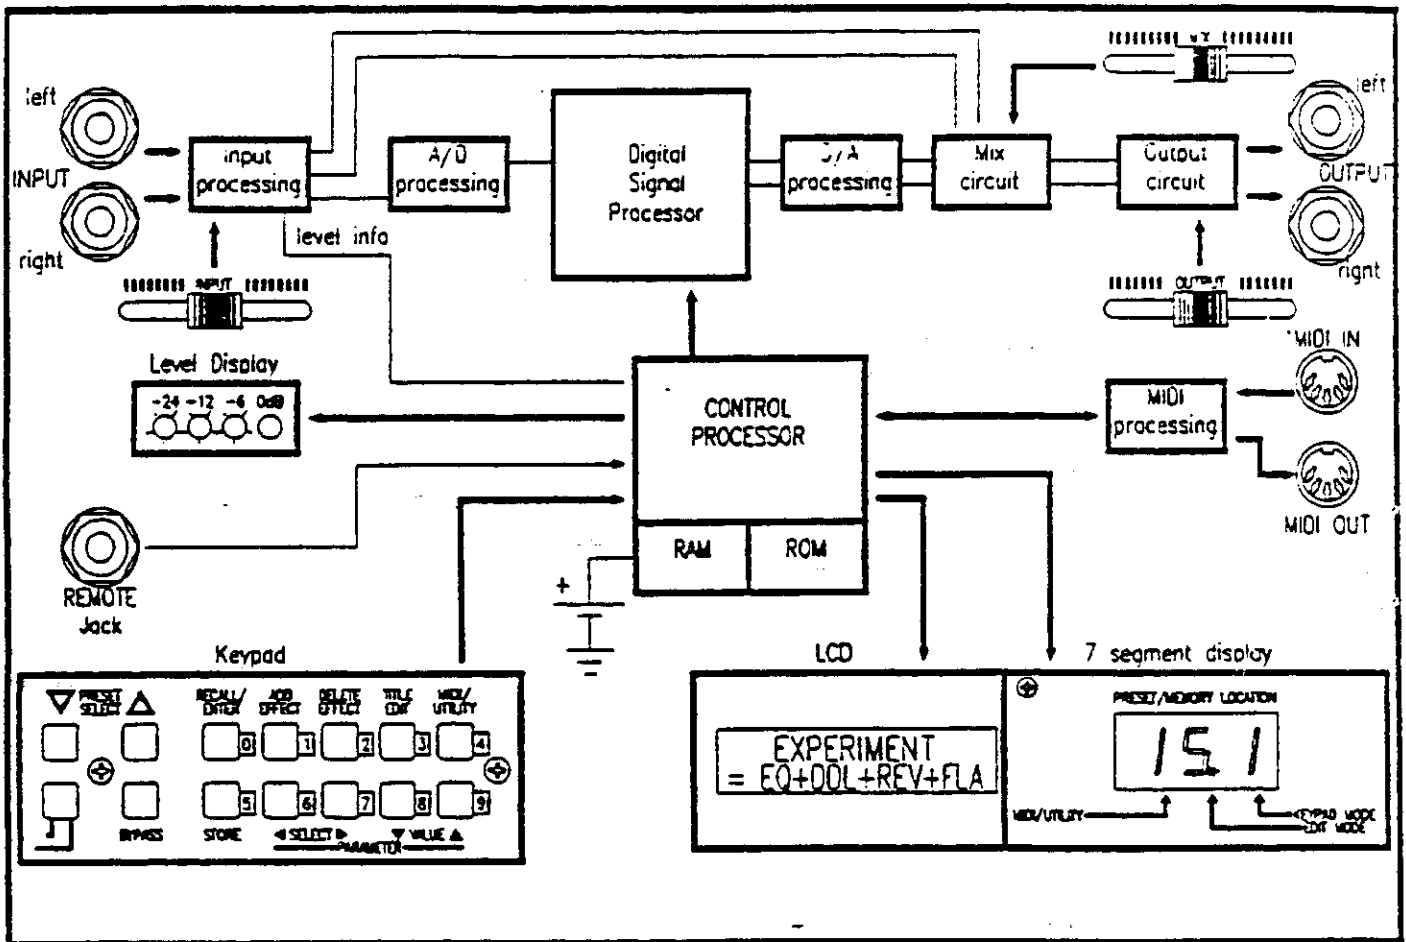 left
INPUT
right
input
processing
level info
INPUT
A/D
processing
Digital
Signal
Processor
D/A
processing
Mix
circuit
MIX
Output
circuit
left
OUTPUT
right
OUTPUT
Level Display
-24 -12 -6 0dB
CONTROL
PROCESSOR
RAM
ROM
+
MIDI
processing
MIDI IN
MIDI OUT
REMOTE
Jack
Keypad
PRESET
SELECT
RECALL/
ENTER
ADD
EFFECT
DELETE
EFFECT
TITLE
EDIT
MIDI/
UTILITY
0 1 2 3 4
5 6 7 8 9
BYPASS
STORE
◄ SELECT ►
▼ VALUE ▲
PARAMETER
LCD
EXPERIMENT
= EQ+DDL+REV+FLA
7 segment display
PRESET/MEMORY LOCATION
151
MIDI/UTILITY
KEYPAD MODE
EDIT MODE